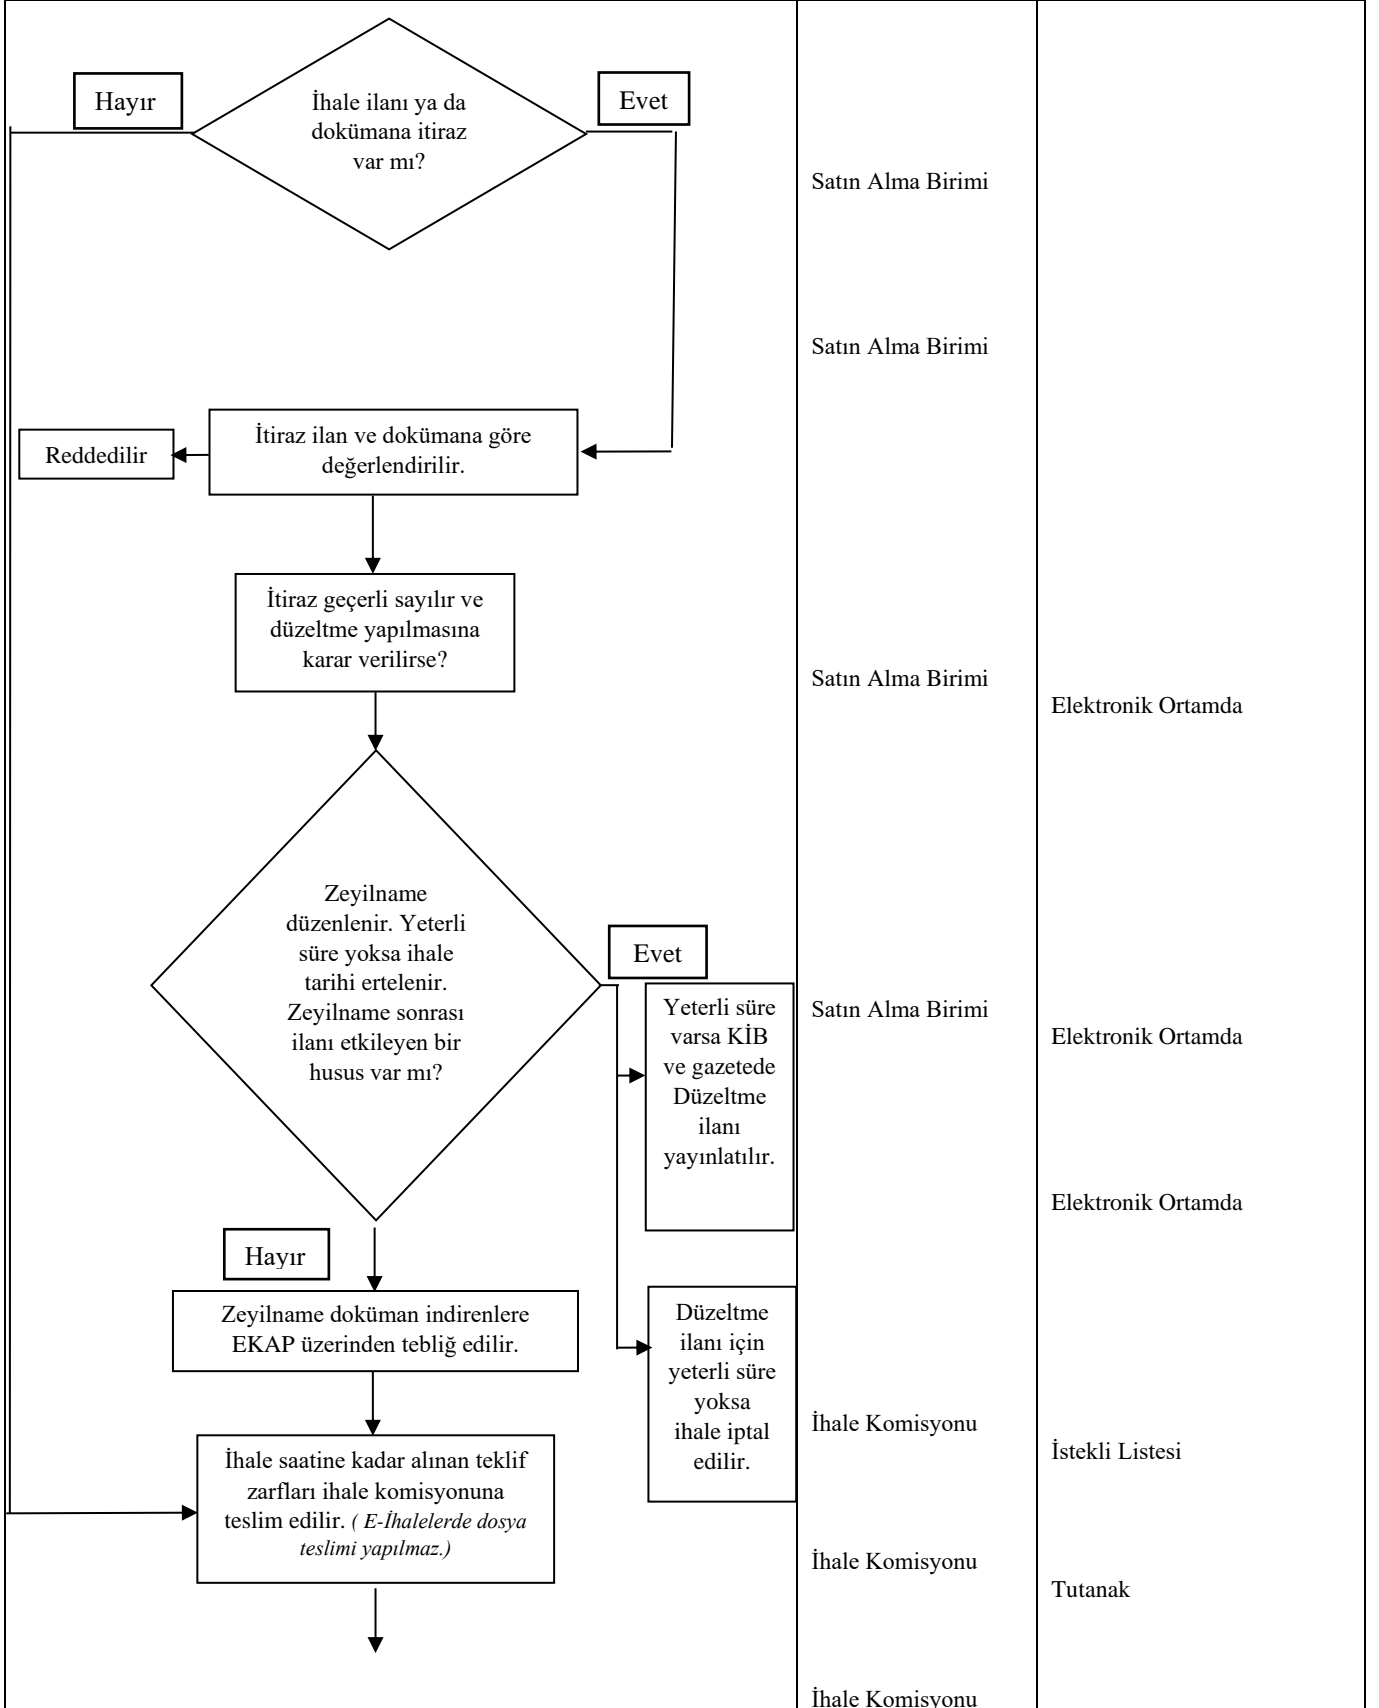 Hayır
İhale ilanı ya da
dokümana itiraz
var mı?
Evet
Satın Alma Birimi
Satın Alma Birimi
Reddedilir
İtiraz ilan ve dokümana göre
değerlendirilir.
İtiraz geçerli sayılır ve
düzeltme yapılmasına
karar verilirse?
Satın Alma Birimi
Elektronik Ortamda
Zeyilname
düzenlenir. Yeterli
süre yoksa ihale
tarihi ertelenir.
Zeyilname sonrası
ilanı etkileyen bir
husus var mı?
Evet
Yeterli süre
varsa KİB
ve gazetede
Düzeltme
ilanı
yayınlatılır.
Satın Alma Birimi
Elektronik Ortamda
Elektronik Ortamda
Hayır
Zeyilname doküman indirenlere
EKAP üzerinden tebliğ edilir.
Düzeltme
ilanı için
yeterli süre
yoksa
ihale iptal
edilir.
İhale Komisyonu
İstekli Listesi
İhale saatine kadar alınan teklif
zarfları ihale komisyonuna
teslim edilir. ( E-İhalelerde dosya
teslimi yapılmaz.)
İhale Komisyonu
Tutanak
İhale Komisyonu